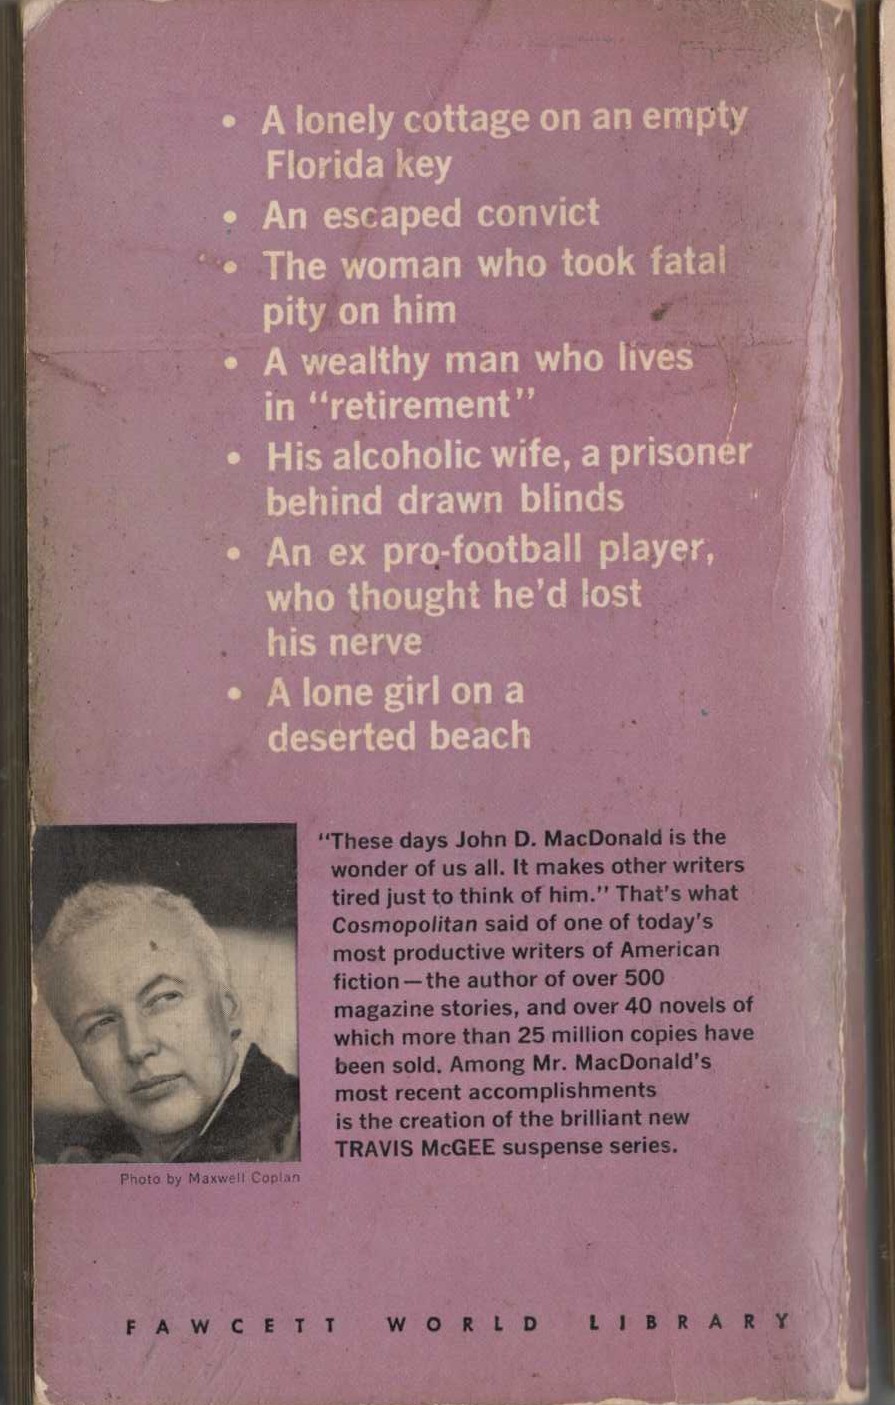 • A lonely cottage on an empty
Florida key
• An escaped convict
• The woman who took fatal
pity on him
• A wealthy man who lives
in “retirement”
• His alcoholic wife, a prisoner
behind drawn blinds
• An ex pro-football player,
who thought he’d lost
his nerve
• A lone girl on a
deserted beach
“These days John D. MacDonald is the
wonder of us all. It makes other writers
tired just to think of him.” That’s what
Cosmopolitan said of one of today’s
most productive writers of American
fiction—the author of over 500
magazine stories, and over 40 novels of
which more than 25 million copies have
been sold. Among Mr. MacDonald’s
most recent accomplishments
is the creation of the brilliant new
TRAVIS McGEE suspense series.
Photo by Maxwell Coplan
FAWCETT WORLD LIBRARY